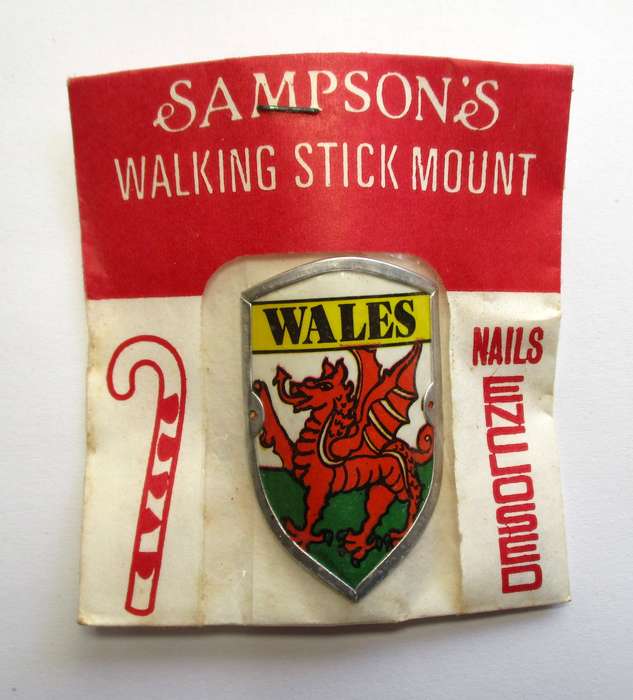 SAMPSON'S
WALKING STICK MOUNT
WALES
NAILS
ENCLOSED